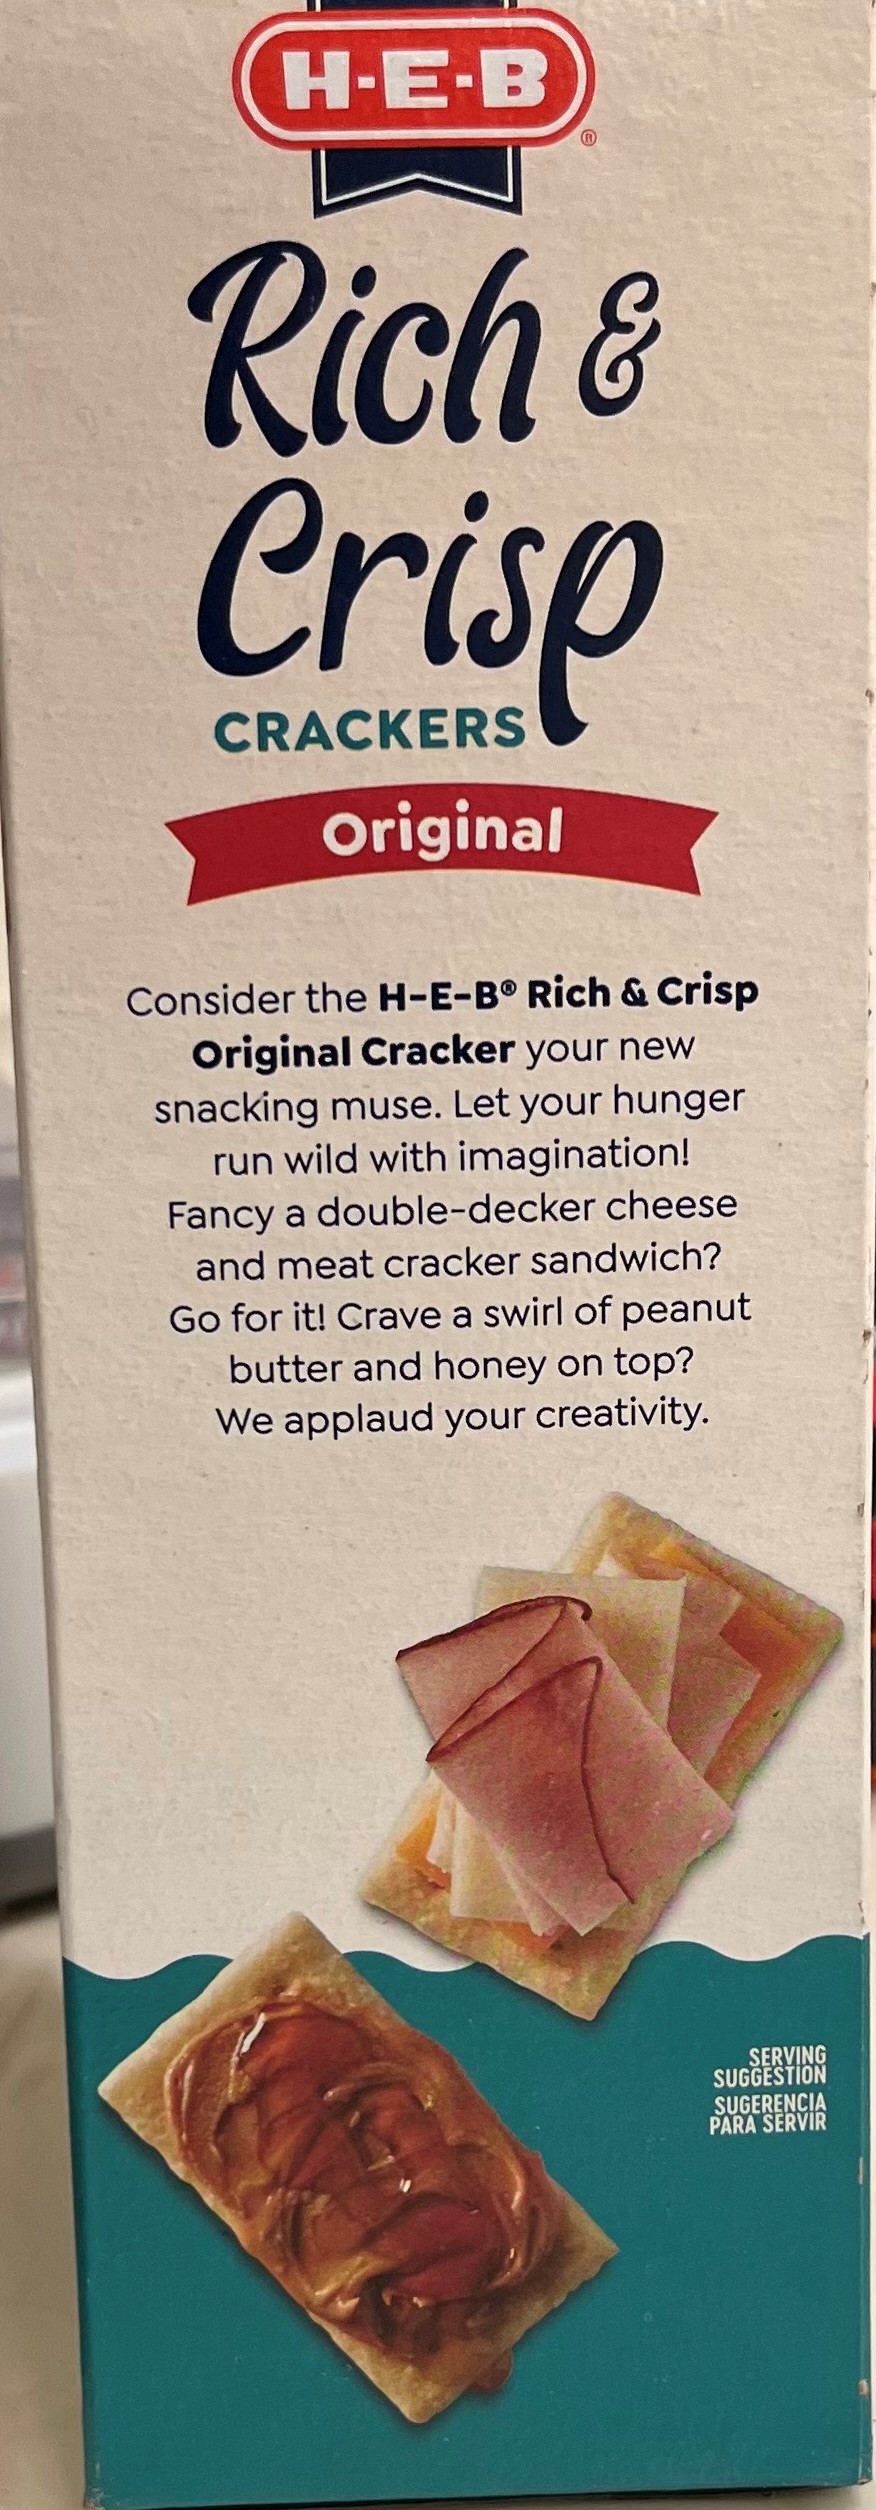 H-E-B
®
Rich &
Crisp
CRACKERS
Original
Consider the H-E-B® Rich & Crisp
Original Cracker your new
snacking muse. Let your hunger
run wild with imagination!
Fancy a double-decker cheese
and meat cracker sandwich?
Go for it! Crave a swirl of peanut
butter and honey on top?
We applaud your creativity.
SERVING
SUGGESTION
SUGERENCIA
PARA SERVIR